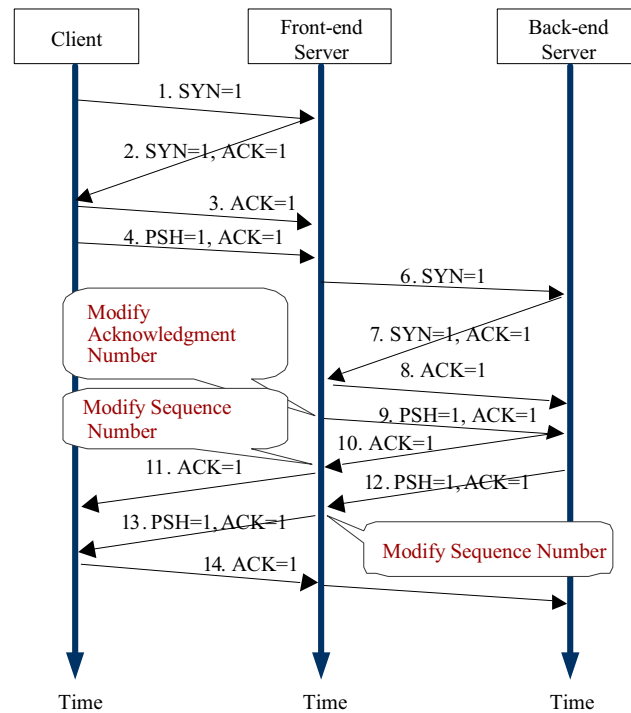 Client
Front-end
Server
Back-end
Server
1. SYN=1
2. SYN=1, ACK=1
3. ACK=1
4. PSH=1, ACK=1
6. SYN=1
7. SYN=1, ACK=1
Modify
Acknowledgment
Number
8. ACK=1
Modify Sequence
Number
9. PSH=1, ACK=1
10. ACK=1
11. ACK=1
12. PSH=1, ACK=1
13. PSH=1, ACK=1
Modify Sequence Number
14. ACK=1
Time
Time
Time